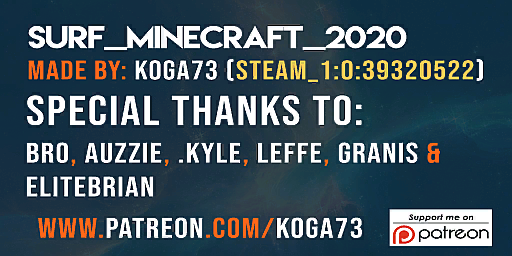 SURF_MINECRAFT_2020
MADE BY: KOGA73 (STEAM_1:0:39320522)
SPECIAL THANKS TO:
BRO, AUZZIE, .KYLE, LEFFE, GRANIS &
ELITEBRIAN
WWW.PATREON.COM/KOGA73
Support me on
patreon